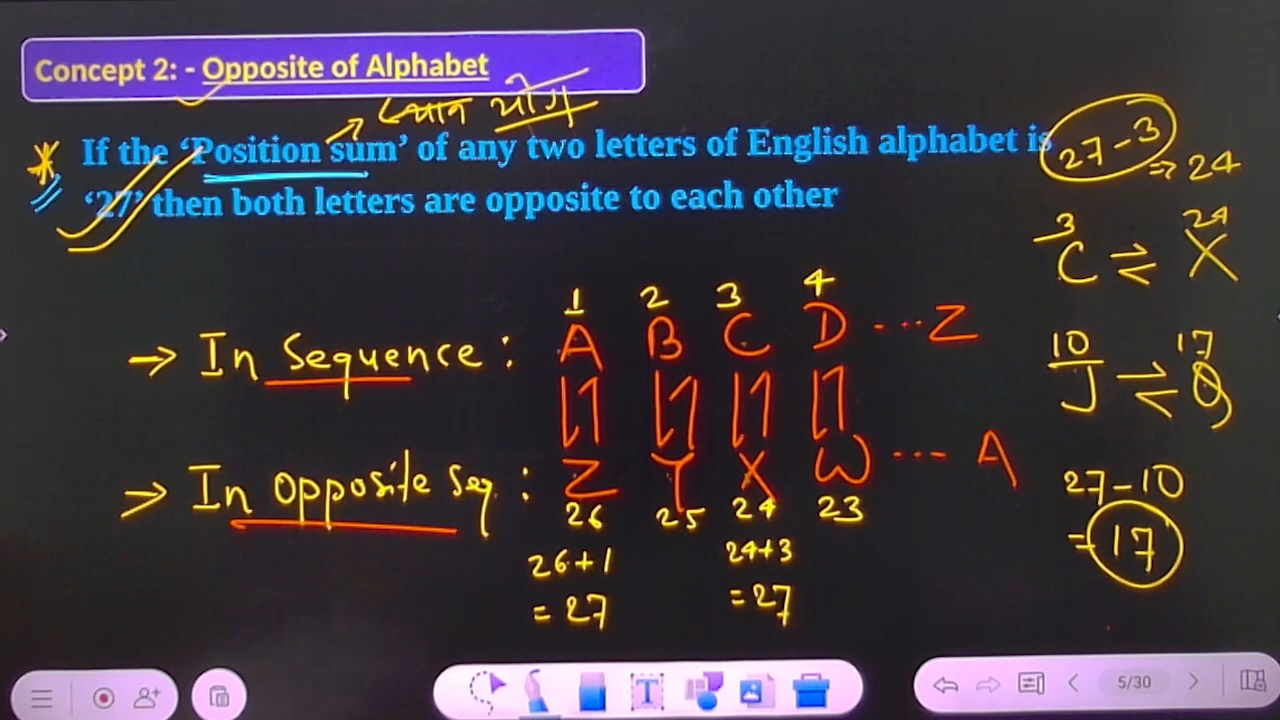 Concept 2: - Opposite of Alphabet
स्थान योग
If the ‘Position sum’ of any two letters of English alphabet is
‘27’ then both letters are opposite to each other
27-3
⇒ 24
3 24
C ⇌ X
1 2 3 4
→ In Sequence : A B C D ...Z
10 17
J ⇌ Q
→ In Opposite Seq. : Z Y X W ... A
26 25 24 23
27-10
= 17
26+1 24+3
= 27 = 27
T
5/30